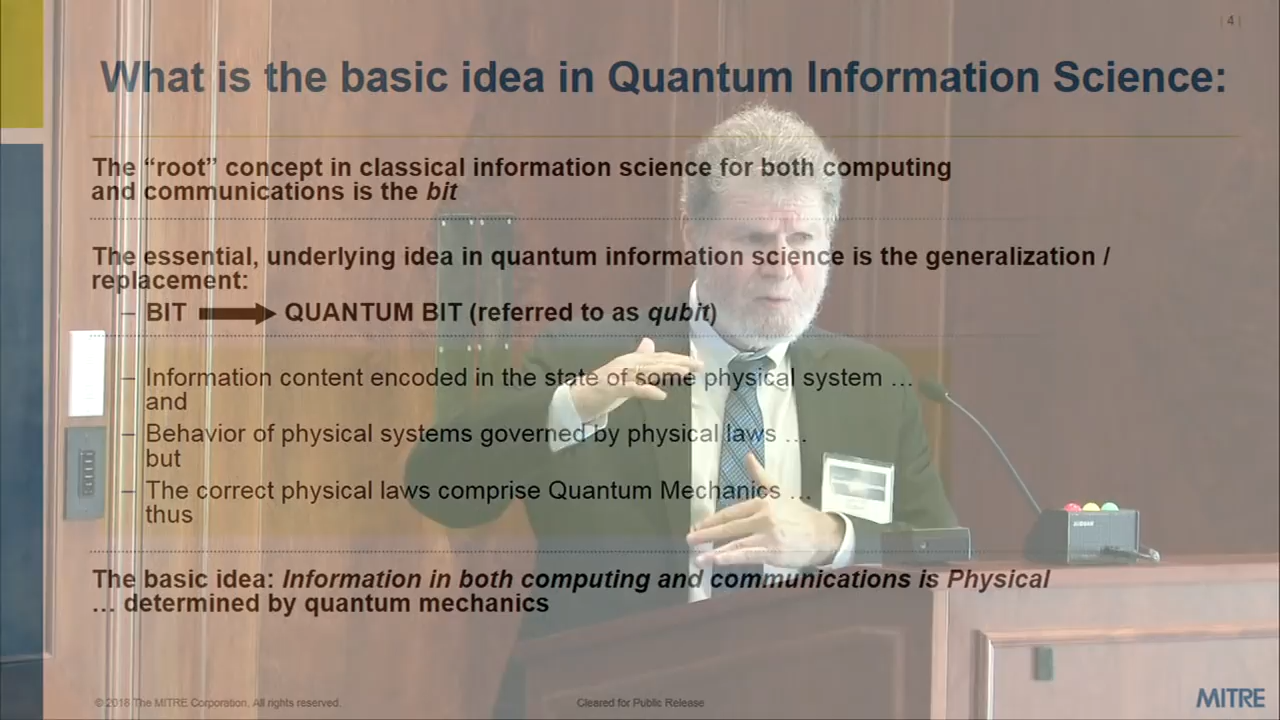 | 4 |
What is the basic idea in Quantum Information Science:
The “root” concept in classical information science for both computing
and communications is the bit
The essential, underlying idea in quantum information science is the generalization /
replacement:
– BIT QUANTUM BIT (referred to as qubit)
– Information content encoded in the state of some physical system …
and
– Behavior of physical systems governed by physical laws …
but
– The correct physical laws comprise Quantum Mechanics …
thus
The basic idea: Information in both computing and communications is Physical
… determined by quantum mechanics
© 2018 The MITRE Corporation. All rights reserved.
Cleared for Public Release
MITRE